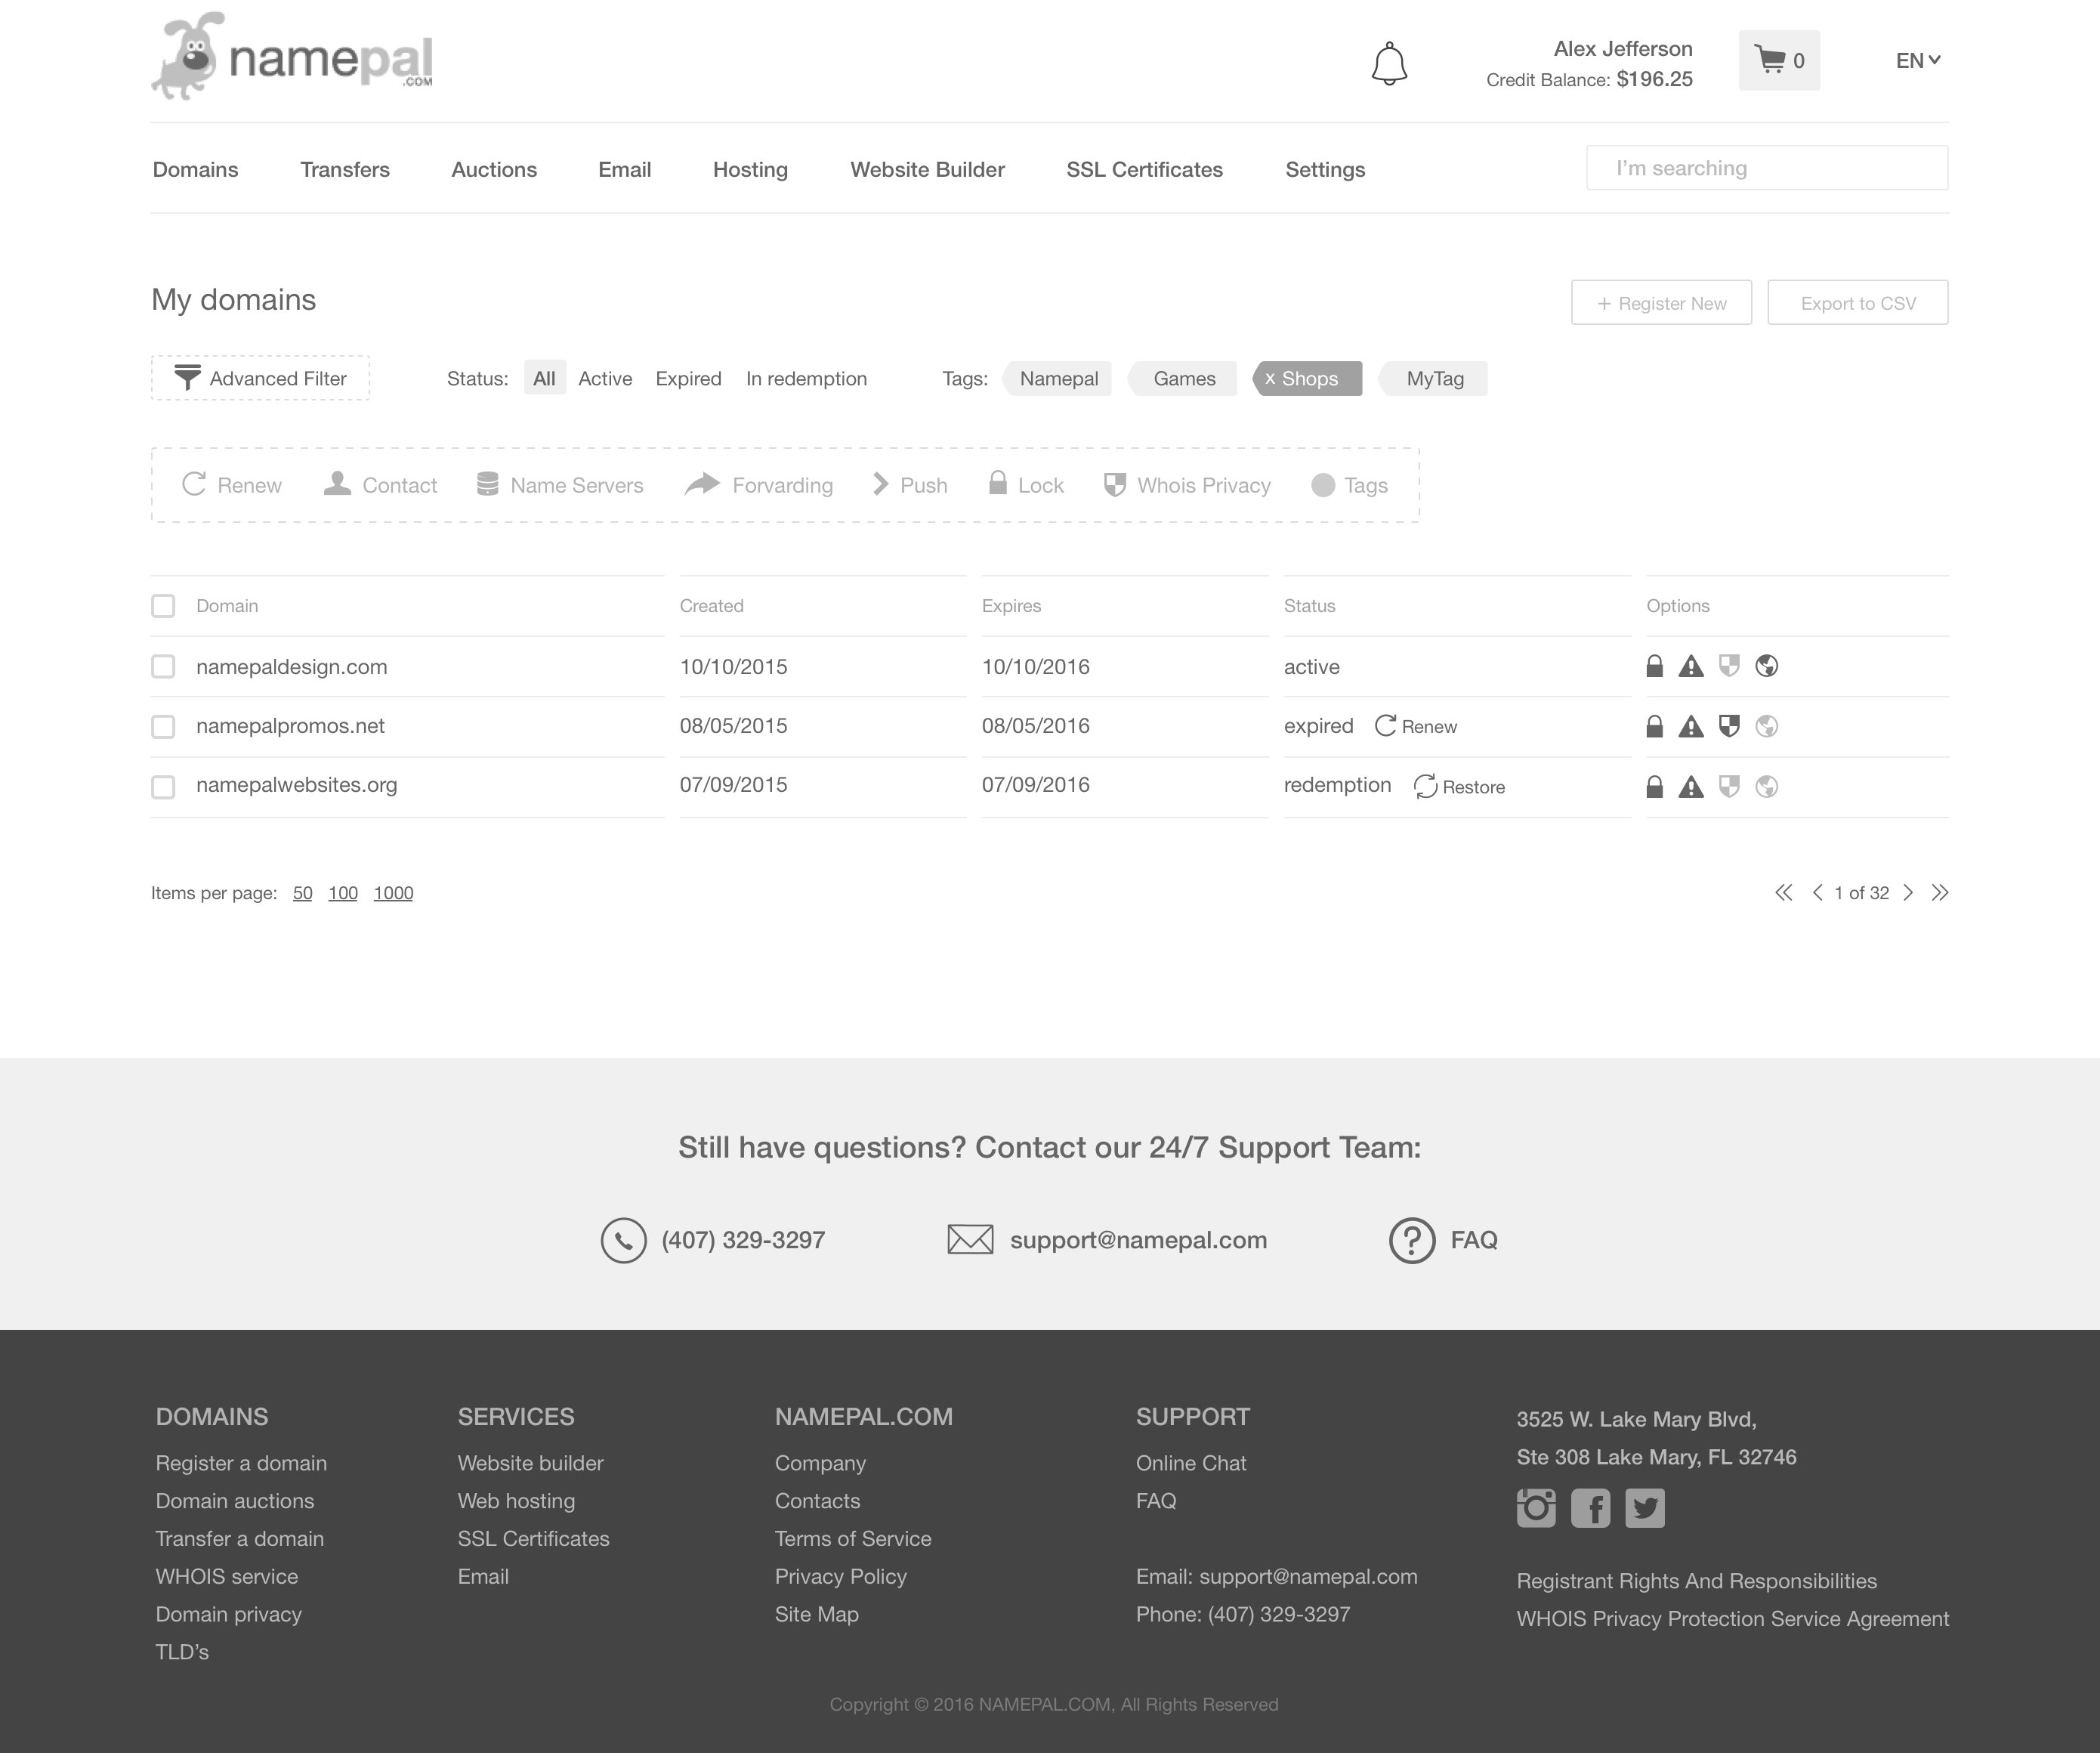 namepal
.COM
Alex Jefferson
Credit Balance: $196.25
0
EN
Domains Transfers Auctions Email Hosting Website Builder SSL Certificates Settings
I'm searching
My domains
+ Register New
Export to CSV
Advanced Filter
Status: All Active Expired In redemption
Tags: Namepal Games x Shops MyTag
Renew Contact Name Servers Forvarding Push Lock Whois Privacy Tags
Domain Created Expires Status Options
namepaldesign.com 10/10/2015 10/10/2016 active
namepalpromos.net 08/05/2015 08/05/2016 expired Renew
namepalwebsites.org 07/09/2015 07/09/2016 redemption Restore
Items per page: 50 100 1000
1 of 32
Still have questions? Contact our 24/7 Support Team:
(407) 329-3297
support@namepal.com
FAQ
DOMAINS
Register a domain
Domain auctions
Transfer a domain
WHOIS service
Domain privacy
TLD's
SERVICES
Website builder
Web hosting
SSL Certificates
Email
NAMEPAL.COM
Company
Contacts
Terms of Service
Privacy Policy
Site Map
SUPPORT
Online Chat
FAQ
Email: support@namepal.com
Phone: (407) 329-3297
3525 W. Lake Mary Blvd,
Ste 308 Lake Mary, FL 32746
Registrant Rights And Responsibilities
WHOIS Privacy Protection Service Agreement
Copyright © 2016 NAMEPAL.COM, All Rights Reserved